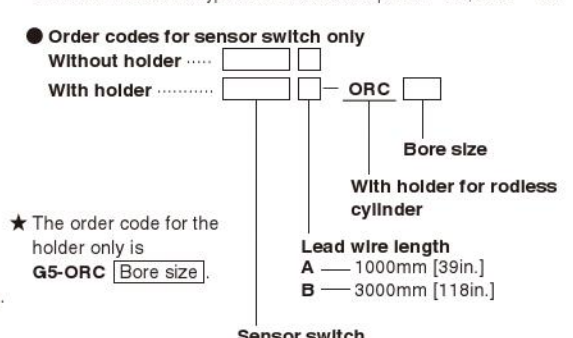 ● Order codes for sensor switch only
Without holder ·····
With holder ··········· — ORC
Bore size
With holder for rodless
cylinder
★ The order code for the
holder only is
G5-ORC Bore size.
Lead wire length
A — 1000mm [39in.]
B — 3000mm [118in.]
Sensor switch